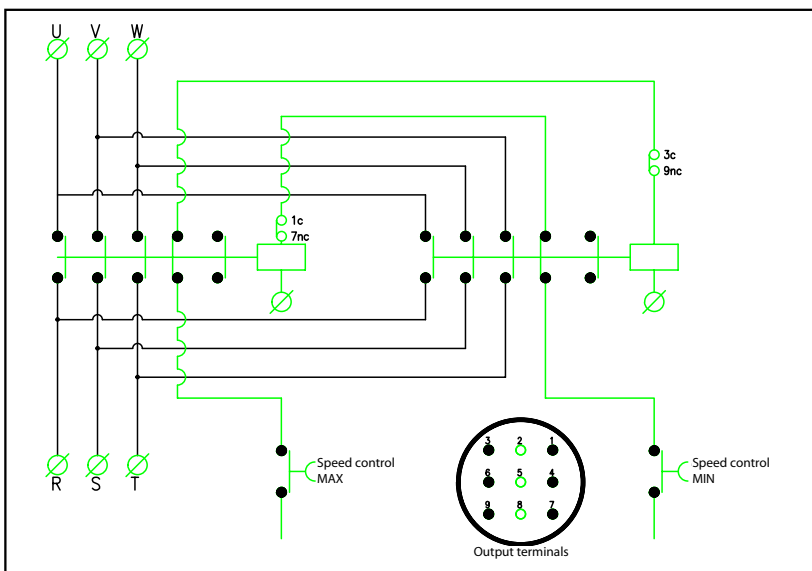 U V W
3c
9nc
1c
7nc
3 2 1
Speed control
MAX
Speed control
MIN
R S T
6 5 4
9 8 7
Output terminals